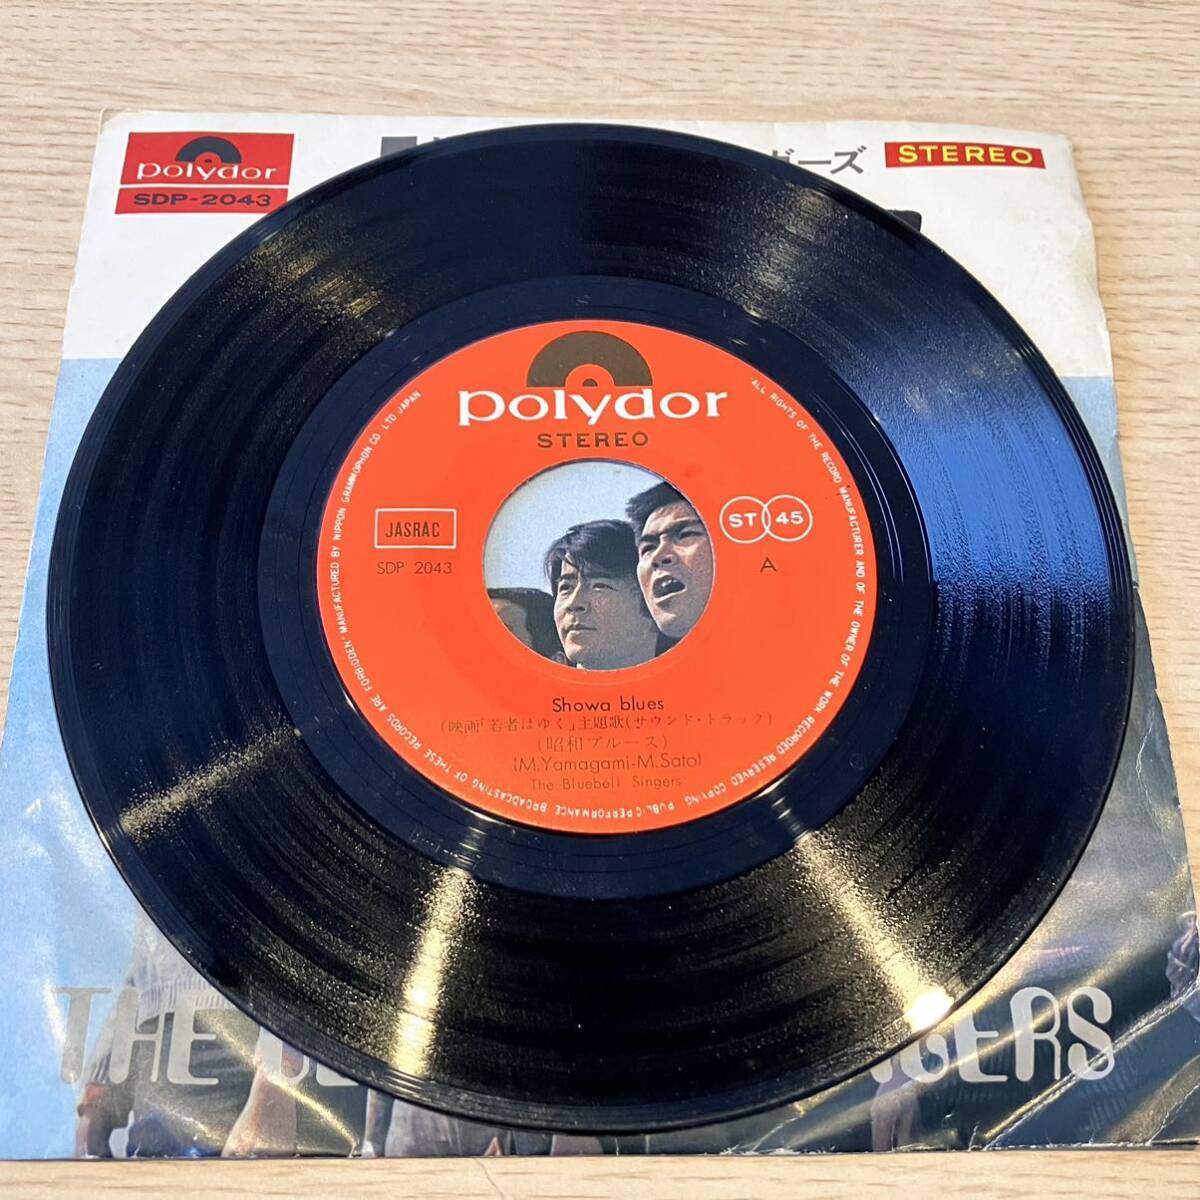 polydor
SDP-2043
ガーズ
STEREO
polydor
STEREO
JASRAC
SDP 2043
ST 45
A
Showa blues
(映画「若者はゆく」主題歌(サウンド・トラック)
(昭和ブルース)
(M.Yamagami-M.Sato)
The Bluebell Singers
ALL RIGHTS OF THE RECORD MANUFACTURER AND OF THE OWNER OF THE WORK RECORDED RESERVED COPYING PUBLIC PERFORMANCE BROADCASTING OF THESE RECORDS ARE FORBIDDEN MANUFACTURED BY NIPPON GRAMMOPHON CO LTD JAPAN
THE
GERS